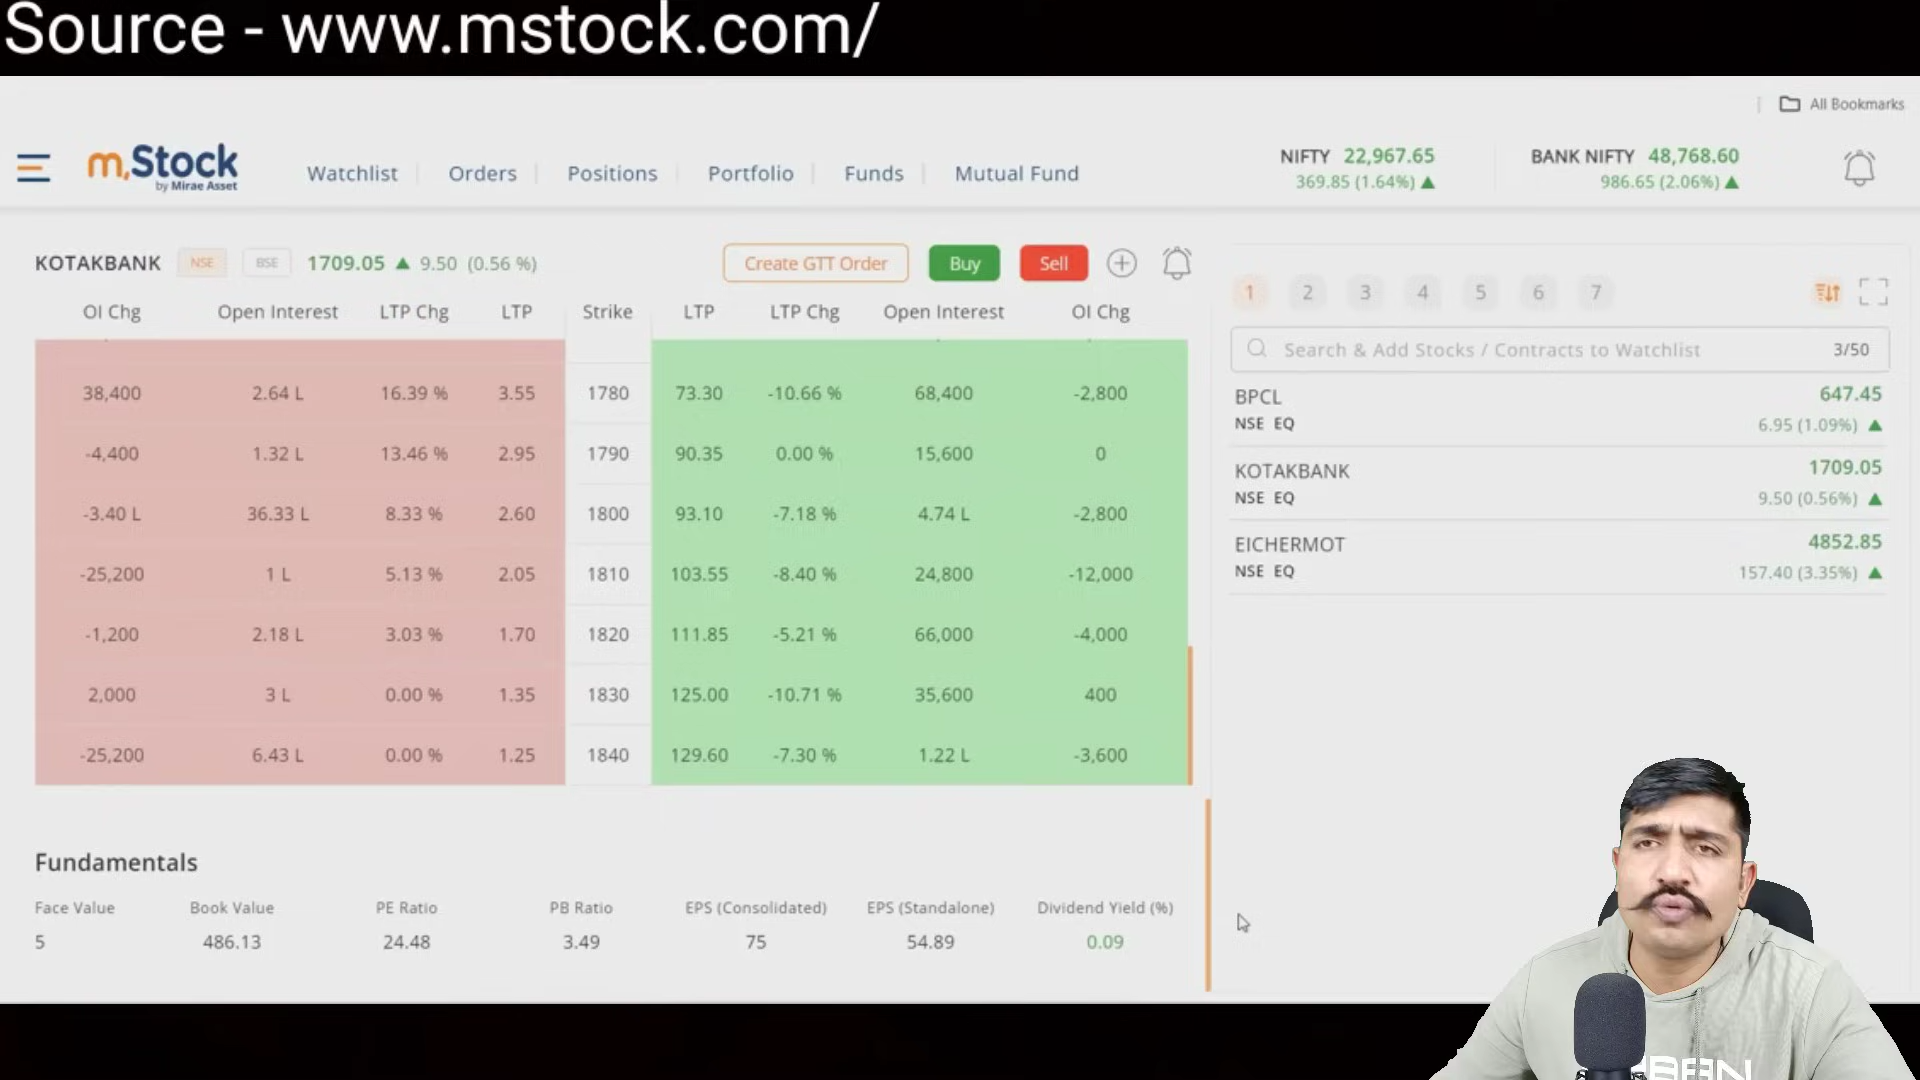 Source - www.mstock.com/
All Bookmarks
m.Stock
by Mirae Asset
Watchlist
Orders
Positions
Portfolio
Funds
Mutual Fund
NIFTY 22,967.65
369.85 (1.64%)
BANK NIFTY 48,768.60
986.65 (2.06%)
KOTAKBANK NSE BSE 1709.05 9.50 (0.56 %)
Create GTT Order Buy Sell
OI Chg Open Interest LTP Chg LTP Strike LTP LTP Chg Open Interest OI Chg
38,400 2.64 L 16.39 % 3.55 1780 73.30 -10.66 % 68,400 -2,800
-4,400 1.32 L 13.46 % 2.95 1790 90.35 0.00 % 15,600 0
-3.40 L 36.33 L 8.33 % 2.60 1800 93.10 -7.18 % 4.74 L -2,800
-25,200 1 L 5.13 % 2.05 1810 103.55 -8.40 % 24,800 -12,000
-1,200 2.18 L 3.03 % 1.70 1820 111.85 -5.21 % 66,000 -4,000
2,000 3 L 0.00 % 1.35 1830 125.00 -10.71 % 35,600 400
-25,200 6.43 L 0.00 % 1.25 1840 129.60 -7.30 % 1.22 L -3,600
Fundamentals
Face Value Book Value PE Ratio PB Ratio EPS (Consolidated) EPS (Standalone) Dividend Yield (%)
5 486.13 24.48 3.49 75 54.89 0.09
1 2 3 4 5 6 7
Search & Add Stocks / Contracts to Watchlist 3/50
BPCL 647.45
NSE EQ 6.95 (1.09%)
KOTAKBANK 1709.05
NSE EQ 9.50 (0.56%)
EICHERMOT 4852.85
NSE EQ 157.40 (3.35%)